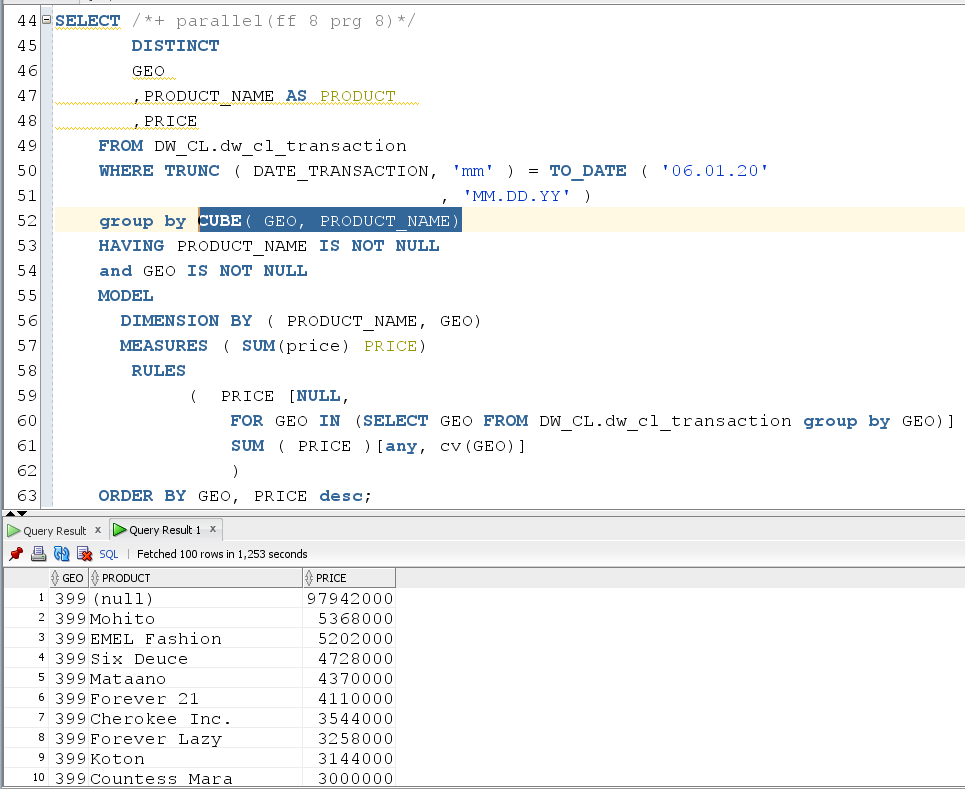 44 SELECT /*+ parallel(ff 8 prg 8)*/
45 DISTINCT
46 GEO
47 ,PRODUCT_NAME AS PRODUCT
48 ,PRICE
49 FROM DW_CL.dw_cl_transaction
50 WHERE TRUNC ( DATE_TRANSACTION, 'mm' ) = TO_DATE ( '06.01.20'
51 , 'MM.DD.YY' )
52 group by CUBE( GEO, PRODUCT_NAME)
53 HAVING PRODUCT_NAME IS NOT NULL
54 and GEO IS NOT NULL
55 MODEL
56 DIMENSION BY ( PRODUCT_NAME, GEO)
57 MEASURES ( SUM(price) PRICE)
58 RULES
59 ( PRICE [NULL,
60 FOR GEO IN (SELECT GEO FROM DW_CL.dw_cl_transaction group by GEO)]
61 SUM ( PRICE )[any, cv(GEO)]
62 )
63 ORDER BY GEO, PRICE desc;
Query Result x Query Result 1 x
SQL | Fetched 100 rows in 1,253 seconds
GEO PRODUCT PRICE
1 399 (null) 97942000
2 399 Mohito 5368000
3 399 EMEL Fashion 5202000
4 399 Six Deuce 4728000
5 399 Mataano 4370000
6 399 Forever 21 4110000
7 399 Cherokee Inc. 3544000
8 399 Forever Lazy 3258000
9 399 Koton 3144000
10 399 Countess Mara 3000000